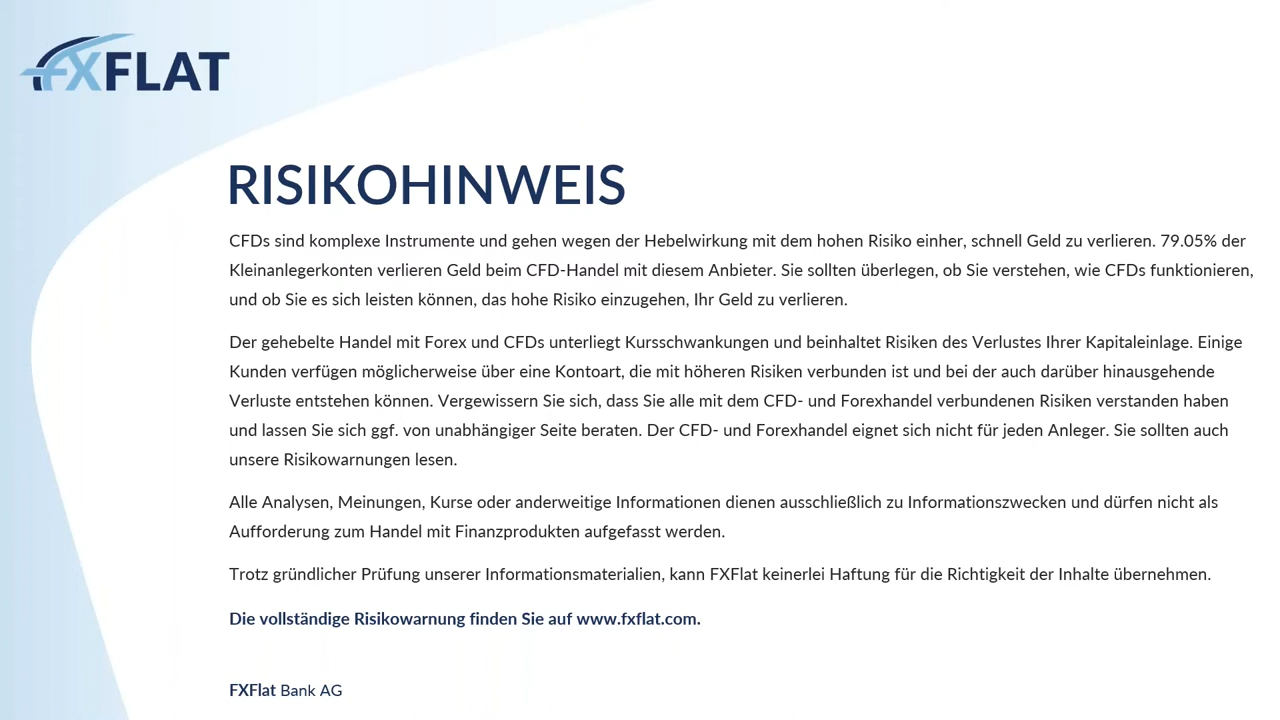 FXFLAT
RISIKOHINWEIS
CFDs sind komplexe Instrumente und gehen wegen der Hebelwirkung mit dem hohen Risiko einher, schnell Geld zu verlieren. 79.05% der
Kleinanlegerkonten verlieren Geld beim CFD-Handel mit diesem Anbieter. Sie sollten überlegen, ob Sie verstehen, wie CFDs funktionieren,
und ob Sie es sich leisten können, das hohe Risiko einzugehen, Ihr Geld zu verlieren.
Der gehebelte Handel mit Forex und CFDs unterliegt Kursschwankungen und beinhaltet Risiken des Verlustes Ihrer Kapitaleinlage. Einige
Kunden verfügen möglicherweise über eine Kontoart, die mit höheren Risiken verbunden ist und bei der auch darüber hinausgehende
Verluste entstehen können. Vergewissern Sie sich, dass Sie alle mit dem CFD- und Forexhandel verbundenen Risiken verstanden haben
und lassen Sie sich ggf. von unabhängiger Seite beraten. Der CFD- und Forexhandel eignet sich nicht für jeden Anleger. Sie sollten auch
unsere Risikowarnungen lesen.
Alle Analysen, Meinungen, Kurse oder anderweitige Informationen dienen ausschließlich zu Informationszwecken und dürfen nicht als
Aufforderung zum Handel mit Finanzprodukten aufgefasst werden.
Trotz gründlicher Prüfung unserer Informationsmaterialien, kann FXFlat keinerlei Haftung für die Richtigkeit der Inhalte übernehmen.
Die vollständige Risikowarnung finden Sie auf www.fxflat.com.
FXFlat Bank AG